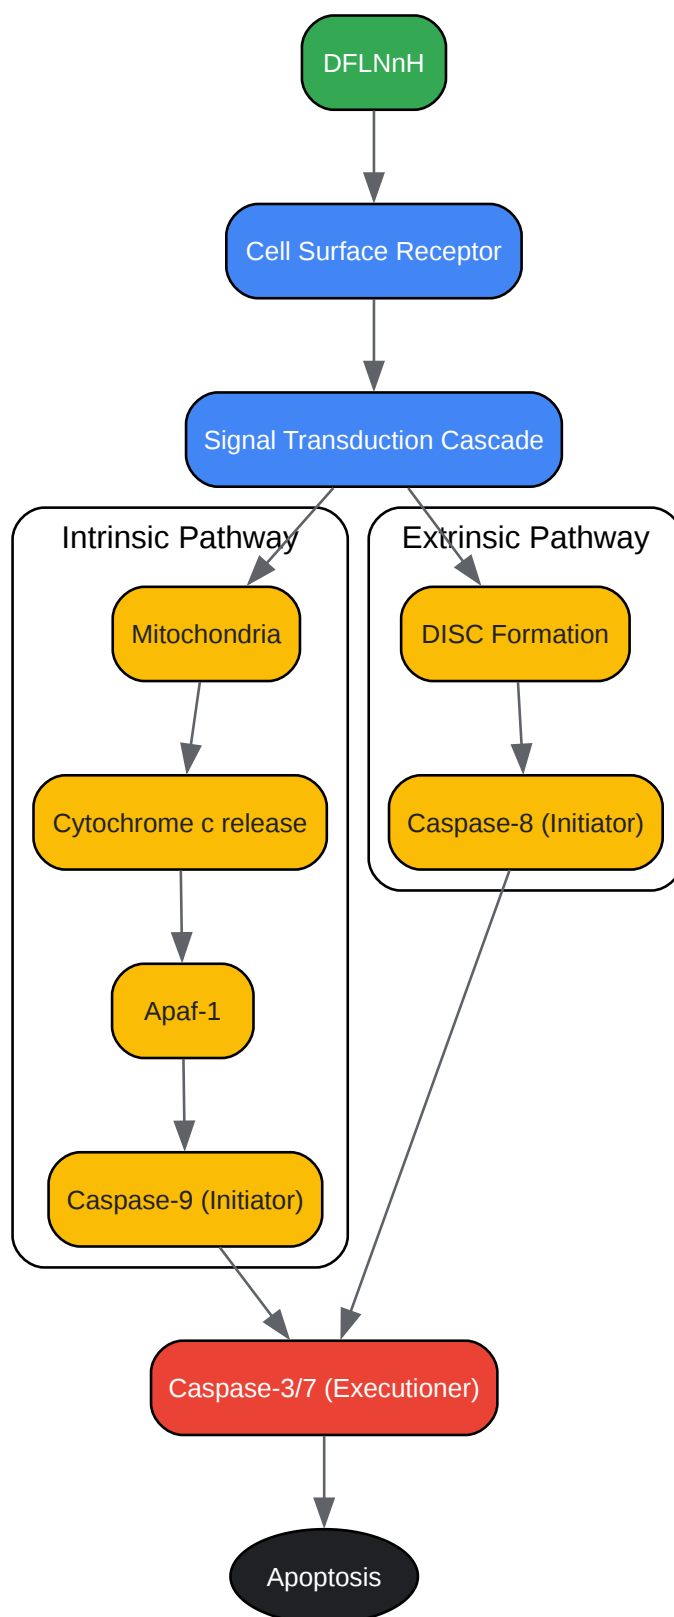 DFLNnH
Cell Surface Receptor
Signal Transduction Cascade
Intrinsic Pathway
Extrinsic Pathway
Mitochondria
DISC Formation
Cytochrome c release
Caspase-8 (Initiator)
Apaf-1
Caspase-9 (Initiator)
Caspase-3/7 (Executioner)
Apoptosis